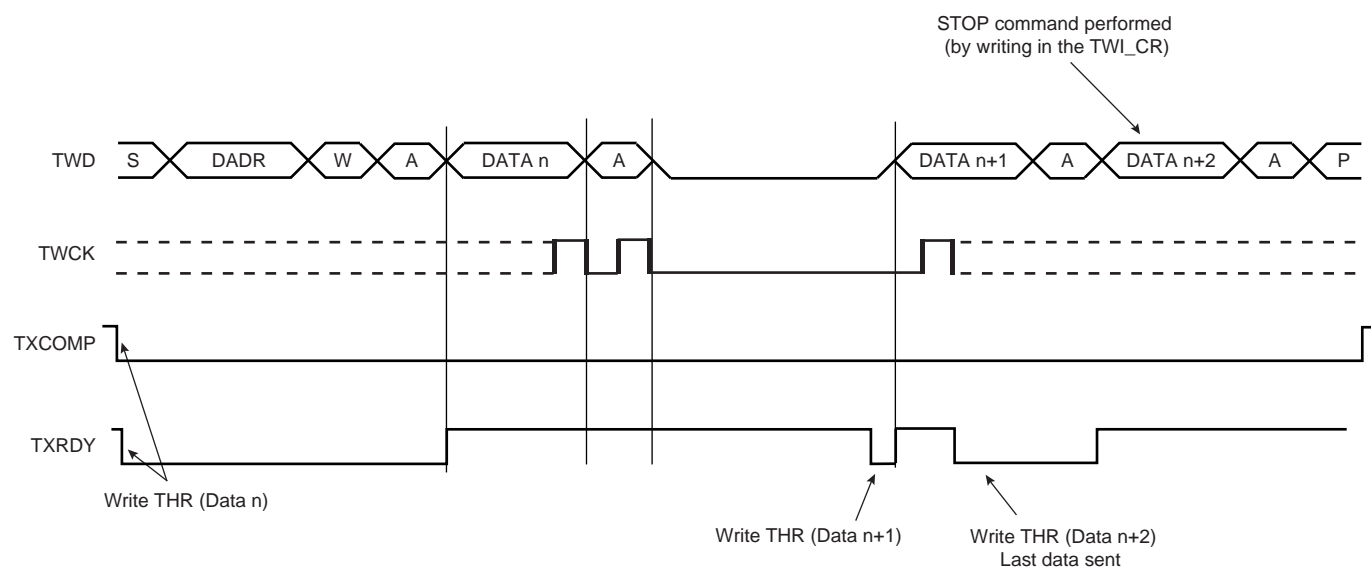 STOP command performed
(by writing in the TWI_CR)
TWD
S
DADR
W
A
DATA n
A
DATA n+1
A
DATA n+2
A
P
TWCK
TXCOMP
TXRDY
Write THR (Data n)
Write THR (Data n+1)
Write THR (Data n+2)
Last data sent